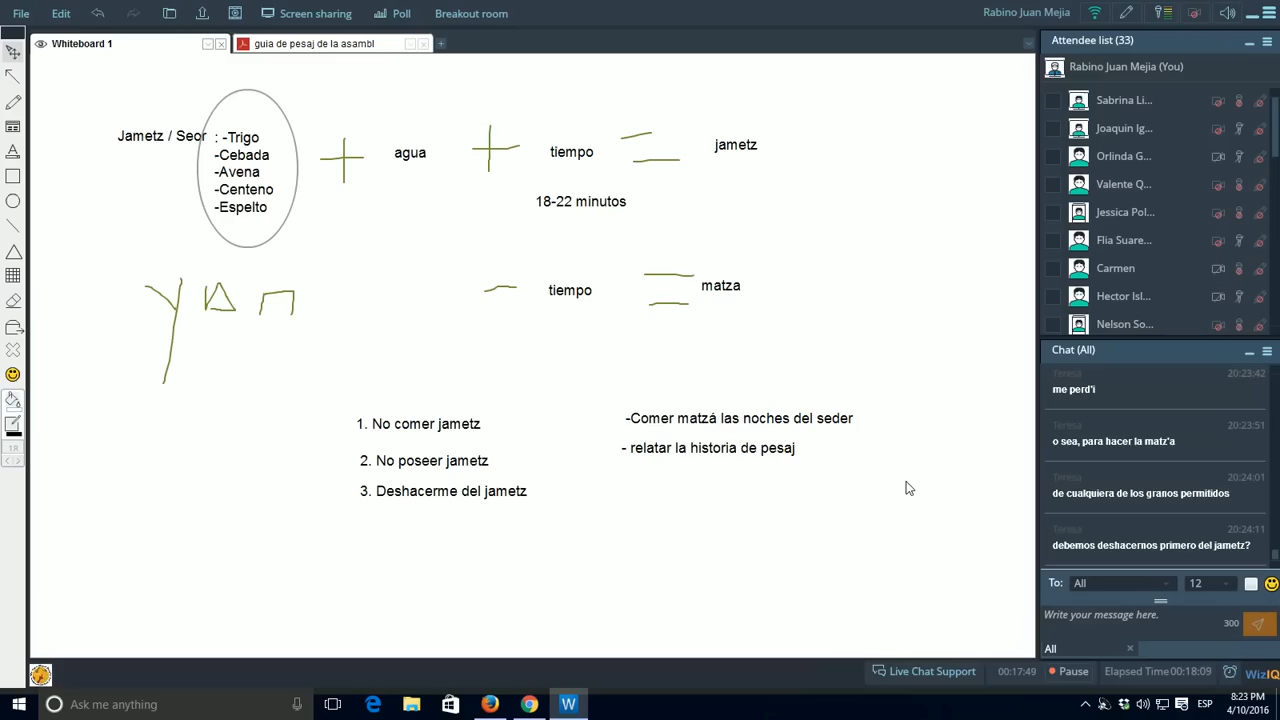 File Edit Screen sharing Poll Breakout room Rabino Juan Mejia
Whiteboard 1 guia de pesaj de la asambl
Jametz / Seor : -Trigo
-Cebada
-Avena
-Centeno
-Espelto
+ agua + tiempo = jametz
18-22 minutos
חמץ
- tiempo = matza
1. No comer jametz
2. No poseer jametz
3. Deshacerme del jametz
-Comer matzá las noches del seder
- relatar la historia de pesaj
Attendee list (33)
Rabino Juan Mejia (You)
Sabrina Li...
Joaquin Ig...
Orlinda G...
Valente Q...
Jessica Pol...
Flia Suare...
Carmen
Hector Isl...
Nelson So...
Chat (All)
Teresa 20:23:42
me perd'i
Teresa 20:23:51
o sea, para hacer la matz'a
Teresa 20:24:01
de cualquiera de los granos permitidos
Teresa 20:24:11
debemos deshacernos primero del jametz?
To: All 12
Write your message here.
300
All
18
Live Chat Support 00:17:49 Pause Elapsed Time 00:18:09 WizIQ
Ask me anything
ESP
8:23 PM
4/10/2016